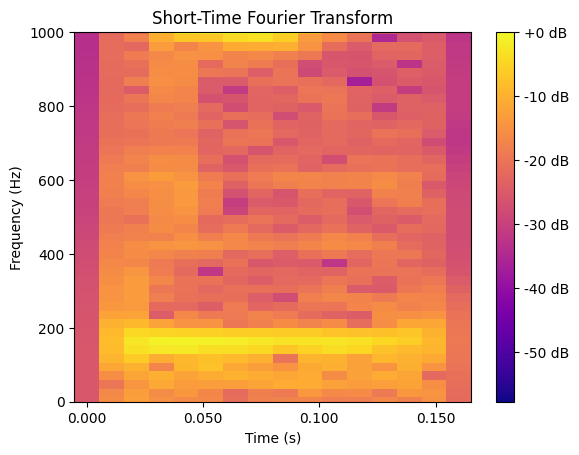 Short-Time Fourier Transform
1000
800
600
400
200
0
Frequency (Hz)
0.000
0.050
0.100
0.150
Time (s)
+0 dB
-10 dB
-20 dB
-30 dB
-40 dB
-50 dB